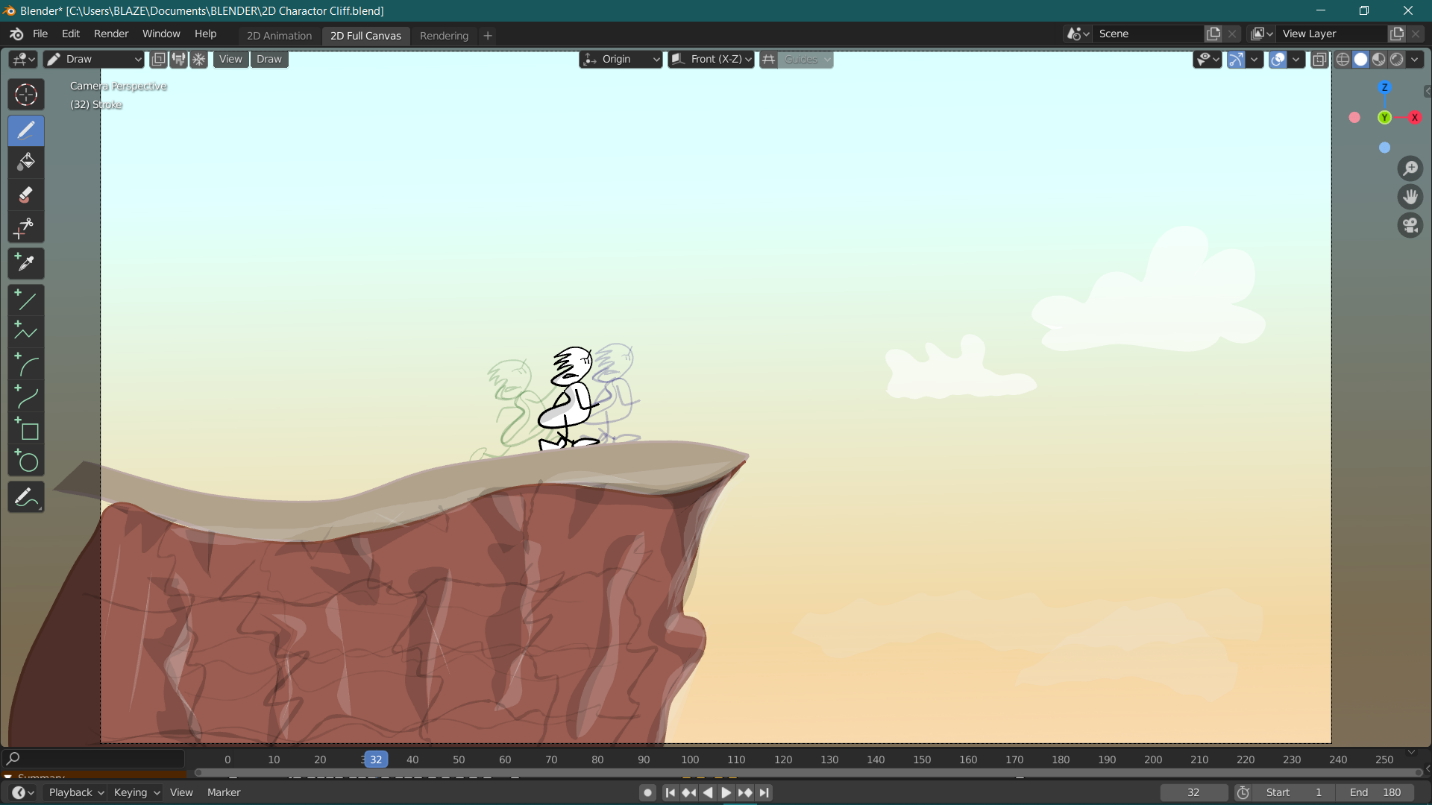 Blender* [C:\Users\BLAZE\Documents\BLENDER\2D Charactor Cliff.blend]
File Edit Render Window Help 2D Animation 2D Full Canvas Rendering + Scene View Layer
Draw View Draw Origin Front (X-Z) Guides
Camera Perspective
(32) Stroke
Z
Y X
0 10 20 32 40 50 60 70 80 90 100 110 120 130 140 150 160 170 180 190 200 210 220 230 240 250
Summary
Playback Keying View Marker 32 Start 1 End 180